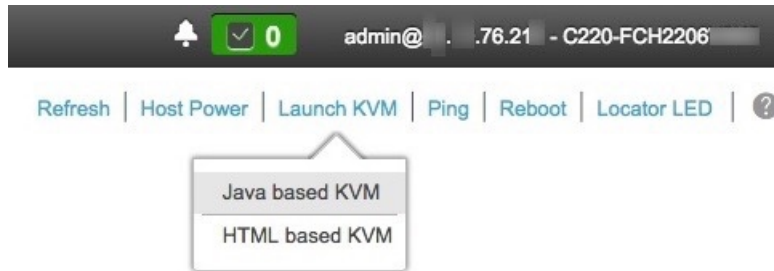 0 admin@ . .76.21 - C220-FCH2206
Refresh | Host Power | Launch KVM | Ping | Reboot | Locator LED | ?
Java based KVM
HTML based KVM